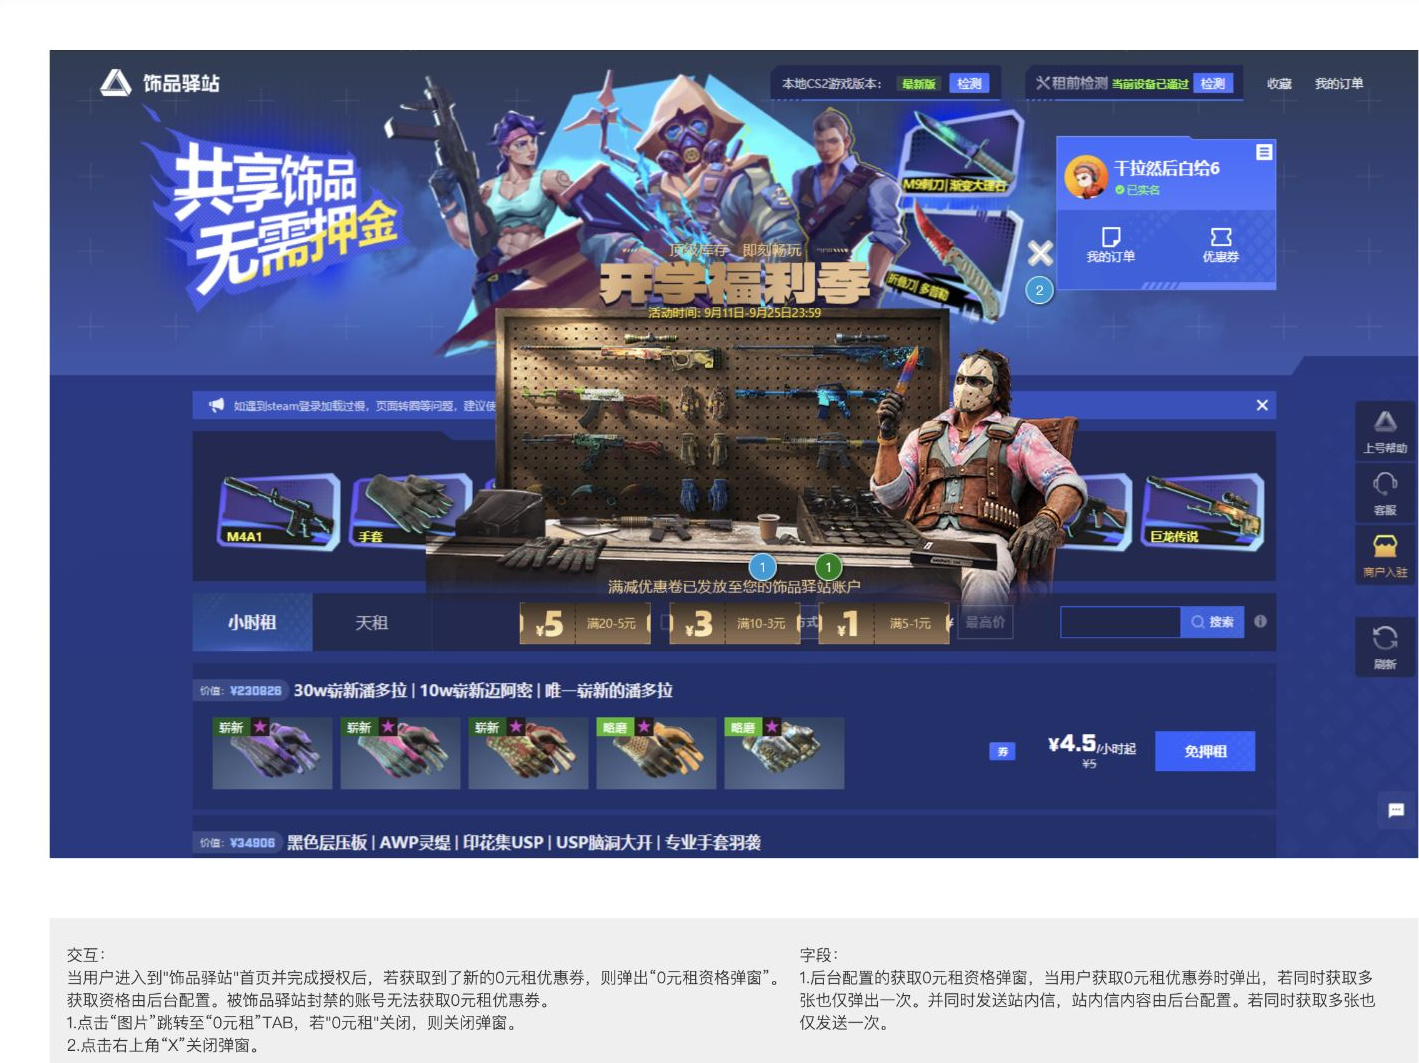 饰品驿站
本地CS2游戏版本： 最新版 检测
租前检测 当前设备已通过 检测
收藏 我的订单
共享饰品
无需押金
M9刺刀|渐变大理石
折叠刀|多普勒
干拉然后白给6
已实名
我的订单 优惠券
2
顶级库存 即刻畅玩
开学福利季
活动时间: 9月11日-9月25日23:59
如遇到steam登录加载过慢，页面转圈等问题，建议使
M4A1
手套
巨龙传说
上号帮助
客服
商户入驻
刷新
1 1
满减优惠卷已发放至您的饰品驿站账户
小时租 天租
¥5 满20-5元
¥3 满10-3元
方式
¥1 满5-1元
¥ 最高价
搜索
价值: ¥230826 30w崭新潘多拉 | 10w崭新迈阿密 | 唯一崭新的潘多拉
崭新 崭新 崭新 略磨 略磨
券 ¥4.5/小时起 免押租
¥5
价值: ¥34906 黑色层压板 | AWP灵缇 | 印花集USP | USP脑洞大开 | 专业手套羽袭
交互：
当用户进入到"饰品驿站"首页并完成授权后，若获取到了新的0元租优惠券，则弹出“0元租资格弹窗”。
获取资格由后台配置。被饰品驿站封禁的账号无法获取0元租优惠券。
1.点击“图片”跳转至“0元租”TAB，若"0元租"关闭，则关闭弹窗。
2.点击右上角“X”关闭弹窗。
字段：
1.后台配置的获取0元租资格弹窗，当用户获取0元租优惠券时弹出，若同时获取多
张也仅弹出一次。并同时发送站内信，站内信内容由后台配置。若同时获取多张也
仅发送一次。